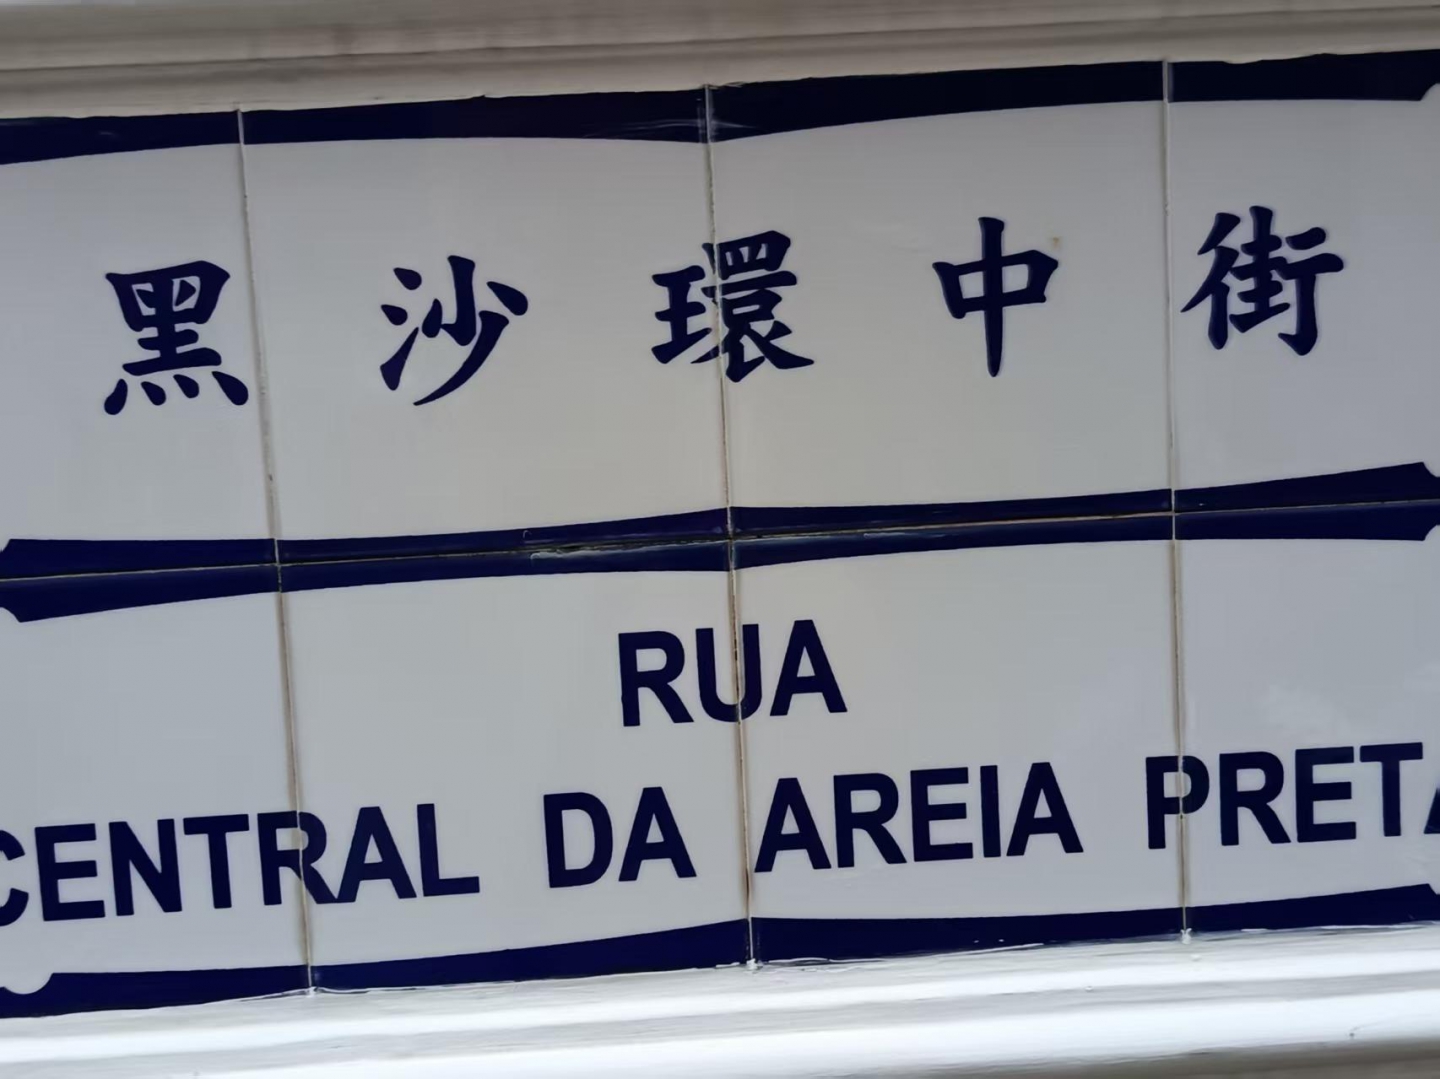 黑沙環中街
RUA
CENTRAL DA AREIA PRETA